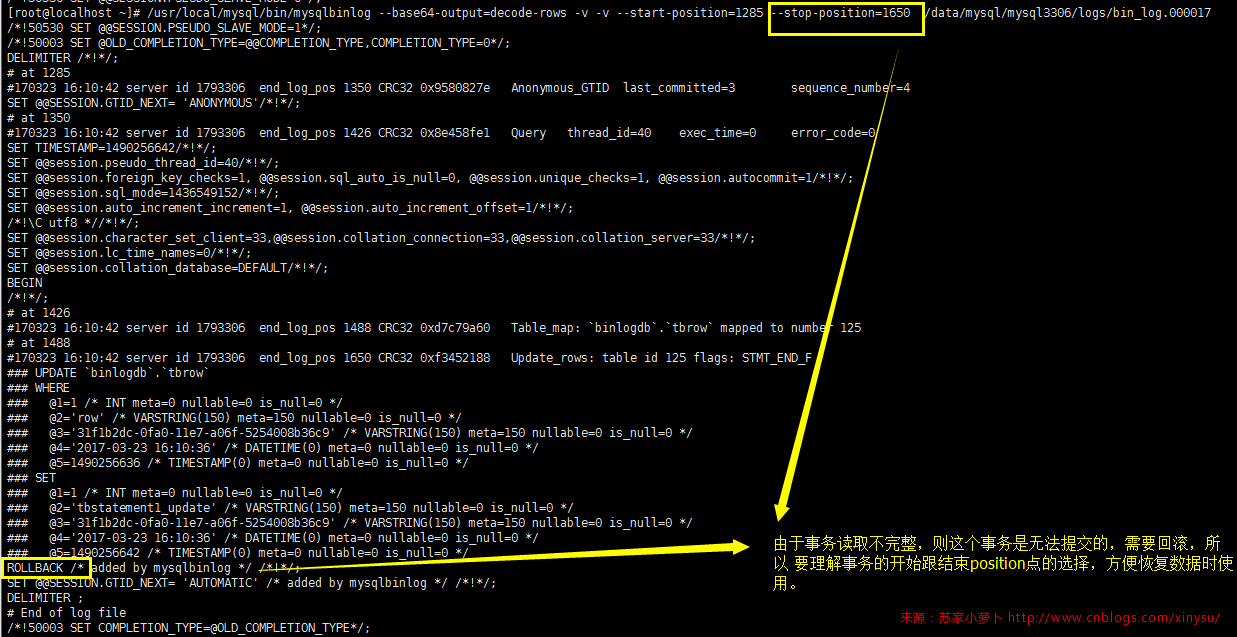 [root@localhost ~]# /usr/local/mysql/bin/mysqlbinlog --base64-output=decode-rows -v -v --start-position=1285 --stop-position=1650 /data/mysql/mysql3306/logs/bin_log.000017
/*!50530 SET @@SESSION.PSEUDO_SLAVE_MODE=1*/;
/*!50003 SET @OLD_COMPLETION_TYPE=@@COMPLETION_TYPE,COMPLETION_TYPE=0*/;
DELIMITER /*!*/;
# at 1285
#170323 16:10:42 server id 1793306  end_log_pos 1350 CRC32 0x9580827e   Anonymous_GTID  last_committed=3        sequence_number=4
SET @@SESSION.GTID_NEXT= 'ANONYMOUS'/*!*/;
# at 1350
#170323 16:10:42 server id 1793306  end_log_pos 1426 CRC32 0x8e458fe1   Query   thread_id=40    exec_time=0     error_code=0
SET TIMESTAMP=1490256642/*!*/;
SET @@session.pseudo_thread_id=40/*!*/;
SET @@session.foreign_key_checks=1, @@session.sql_auto_is_null=0, @@session.unique_checks=1, @@session.autocommit=1/*!*/;
SET @@session.sql_mode=1436549152/*!*/;
SET @@session.auto_increment_increment=1, @@session.auto_increment_offset=1/*!*/;
/*!\C utf8 *//*!*/;
SET @@session.character_set_client=33,@@session.collation_connection=33,@@session.collation_server=33/*!*/;
SET @@session.lc_time_names=0/*!*/;
SET @@session.collation_database=DEFAULT/*!*/;
BEGIN
/*!*/;
# at 1426
#170323 16:10:42 server id 1793306  end_log_pos 1488 CRC32 0xd7c79a60   Table_map: `binlogdb`.`tbrow` mapped to number 125
# at 1488
#170323 16:10:42 server id 1793306  end_log_pos 1650 CRC32 0xf3452188   Update_rows: table id 125 flags: STMT_END_F
### UPDATE `binlogdb`.`tbrow`
### WHERE
###   @1=1 /* INT meta=0 nullable=0 is_null=0 */
###   @2='row' /* VARSTRING(150) meta=150 nullable=0 is_null=0 */
###   @3='31f1b2dc-0fa0-11e7-a06f-5254008b36c9' /* VARSTRING(150) meta=150 nullable=0 is_null=0 */
###   @4='2017-03-23 16:10:36' /* DATETIME(0) meta=0 nullable=0 is_null=0 */
###   @5=1490256636 /* TIMESTAMP(0) meta=0 nullable=0 is_null=0 */
### SET
###   @1=1 /* INT meta=0 nullable=0 is_null=0 */
###   @2='tbstatement1_update' /* VARSTRING(150) meta=150 nullable=0 is_null=0 */
###   @3='31f1b2dc-0fa0-11e7-a06f-5254008b36c9' /* VARSTRING(150) meta=150 nullable=0 is_null=0 */
###   @4='2017-03-23 16:10:36' /* DATETIME(0) meta=0 nullable=0 is_null=0 */
###   @5=1490256642 /* TIMESTAMP(0) meta=0 nullable=0 is_null=0 */
ROLLBACK /* added by mysqlbinlog */ /*!*/;
SET @@SESSION.GTID_NEXT= 'AUTOMATIC' /* added by mysqlbinlog */ /*!*/;
DELIMITER ;
# End of log file
/*!50003 SET COMPLETION_TYPE=@OLD_COMPLETION_TYPE*/;
由于事务读取不完整，则这个事务是无法提交的，需要回滚，所
以 要理解事务的开始跟结束position点的选择，方便恢复数据时使
用。
来源：苏家小萝卜 http://www.cnblogs.com/xinysu/